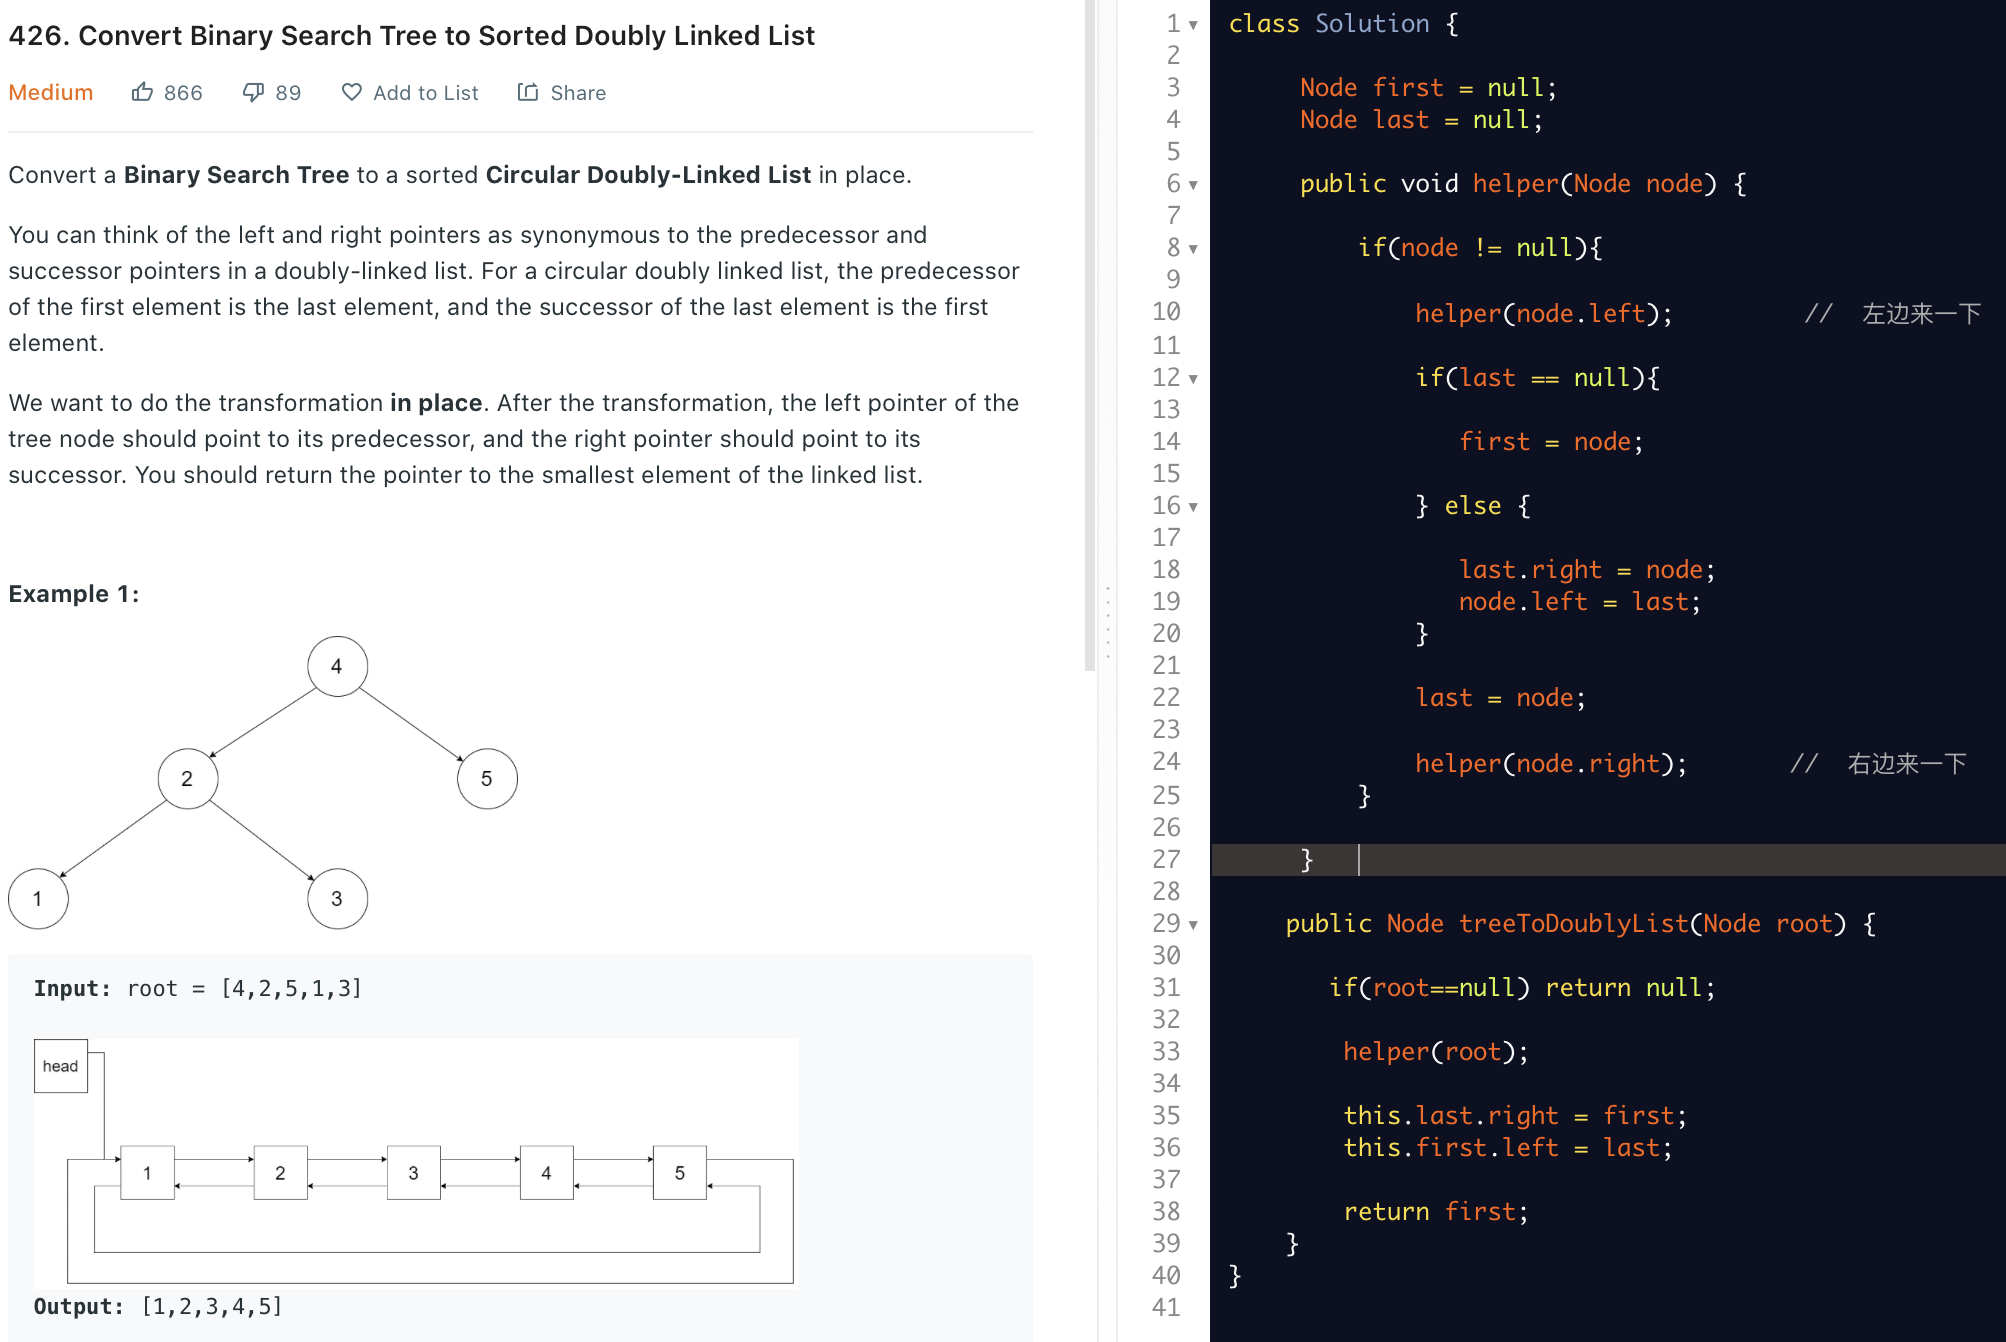 426. Convert Binary Search Tree to Sorted Doubly Linked List
Medium 866 89 Add to List Share
Convert a Binary Search Tree to a sorted Circular Doubly-Linked List in place.
You can think of the left and right pointers as synonymous to the predecessor and
successor pointers in a doubly-linked list. For a circular doubly linked list, the predecessor
of the first element is the last element, and the successor of the last element is the first
element.
We want to do the transformation in place. After the transformation, the left pointer of the
tree node should point to its predecessor, and the right pointer should point to its
successor. You should return the pointer to the smallest element of the linked list.
Example 1:
4
2 5
1 3
Input: root = [4,2,5,1,3]
head
1 2 3 4 5
Output: [1,2,3,4,5]
1 class Solution {
2
3 Node first = null;
4 Node last = null;
5
6 public void helper(Node node) {
7
8 if(node != null){
9
10 helper(node.left); // 左边来一下
11
12 if(last == null){
13
14 first = node;
15
16 } else {
17
18 last.right = node;
19 node.left = last;
20 }
21
22 last = node;
23
24 helper(node.right); // 右边来一下
25 }
26
27 }
28
29 public Node treeToDoublyList(Node root) {
30
31 if(root==null) return null;
32
33 helper(root);
34
35 this.last.right = first;
36 this.first.left = last;
37
38 return first;
39 }
40 }
41